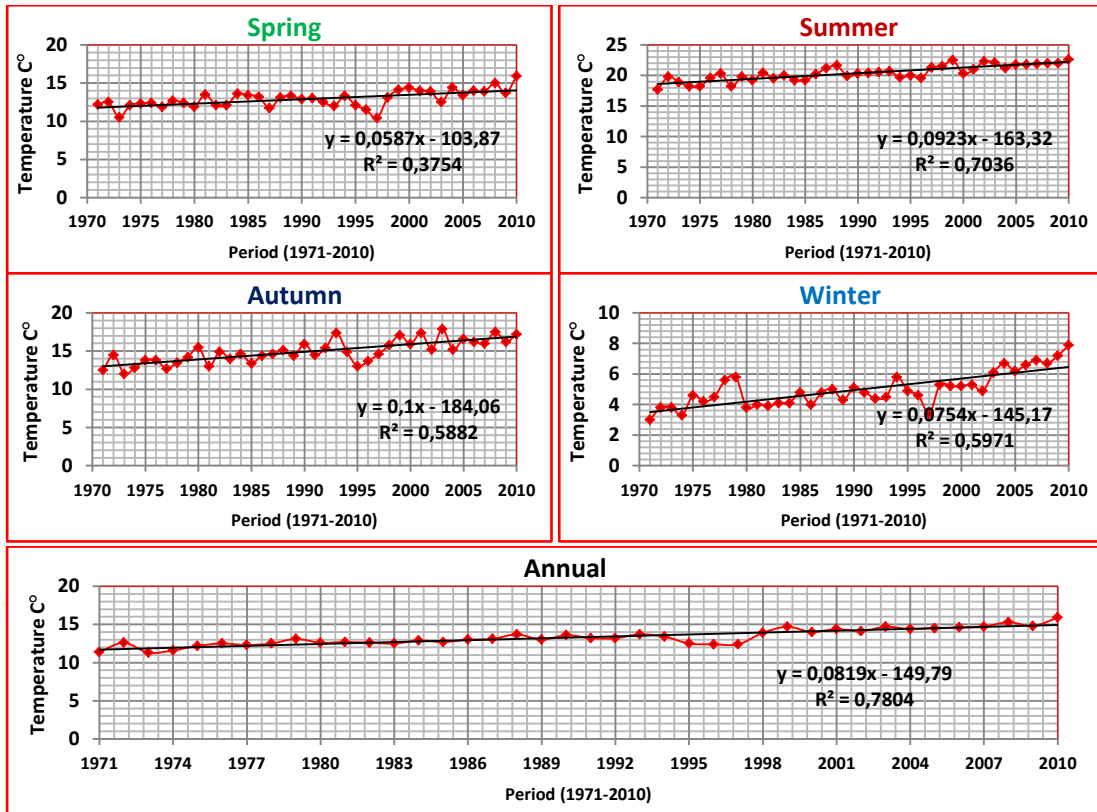 Spring
Temperature C°
20
15
10
5
0
y = 0,0587x - 103,87
R² = 0,3754
1970 1975 1980 1985 1990 1995 2000 2005 2010
Period (1971-2010)
Summer
Temperature C°
25
20
15
10
5
0
y = 0,0923x - 163,32
R² = 0,7036
1970 1975 1980 1985 1990 1995 2000 2005 2010
Period (1971-2010)
Autumn
Temperature C°
20
15
10
5
0
y = 0,1x - 184,06
R² = 0,5882
1970 1975 1980 1985 1990 1995 2000 2005 2010
Period (1971-2010)
Winter
Temperature C°
10
8
6
4
2
0
y = 0,0754x - 145,17
R² = 0,5971
1970 1975 1980 1985 1990 1995 2000 2005 2010
Period (1971-2010)
Annual
Temperature C°
20
15
10
5
0
y = 0,0819x - 149,79
R² = 0,7804
1971 1974 1977 1980 1983 1986 1989 1992 1995 1998 2001 2004 2007 2010
Period (1971-2010)